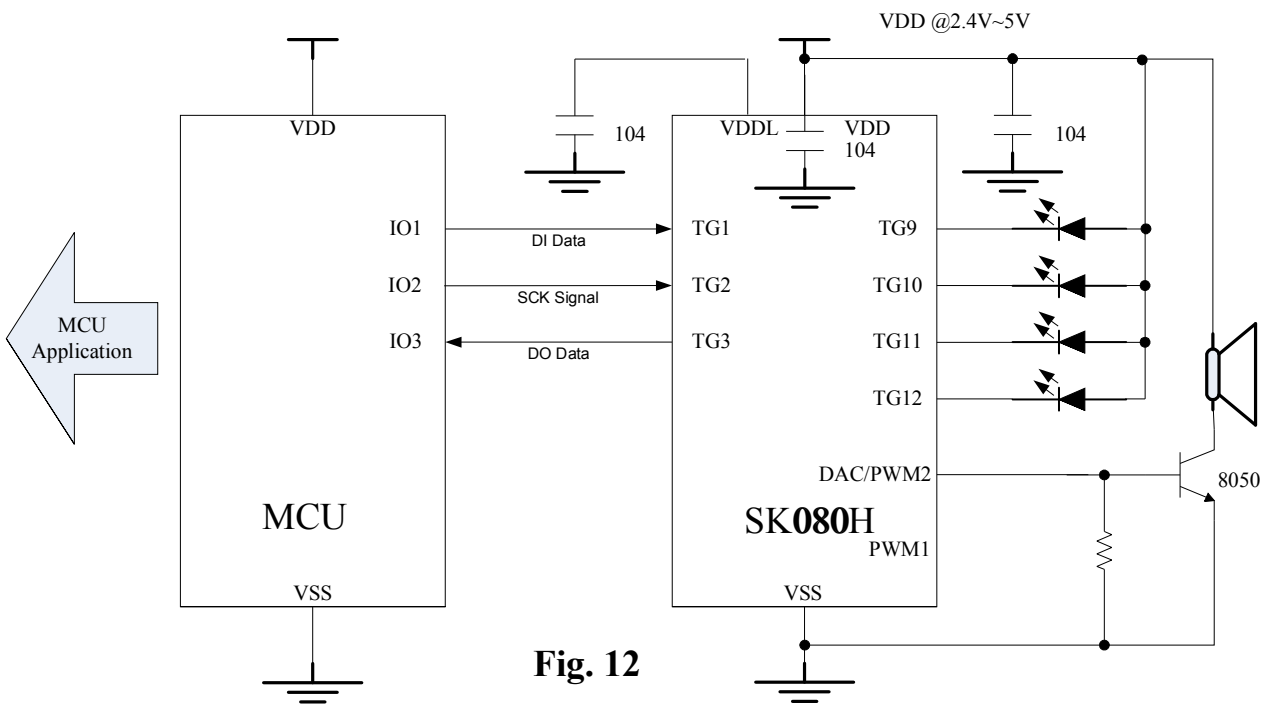 VDD @2.4V~5V
VDD
104
VDDL
VDD
104
104
MCU
Application
IO1
DI Data
TG1
TG9
IO2
SCK Signal
TG2
TG10
IO3
DO Data
TG3
TG11
TG12
DAC/PWM2
8050
MCU
SK080H
PWM1
VSS
VSS
Fig. 12